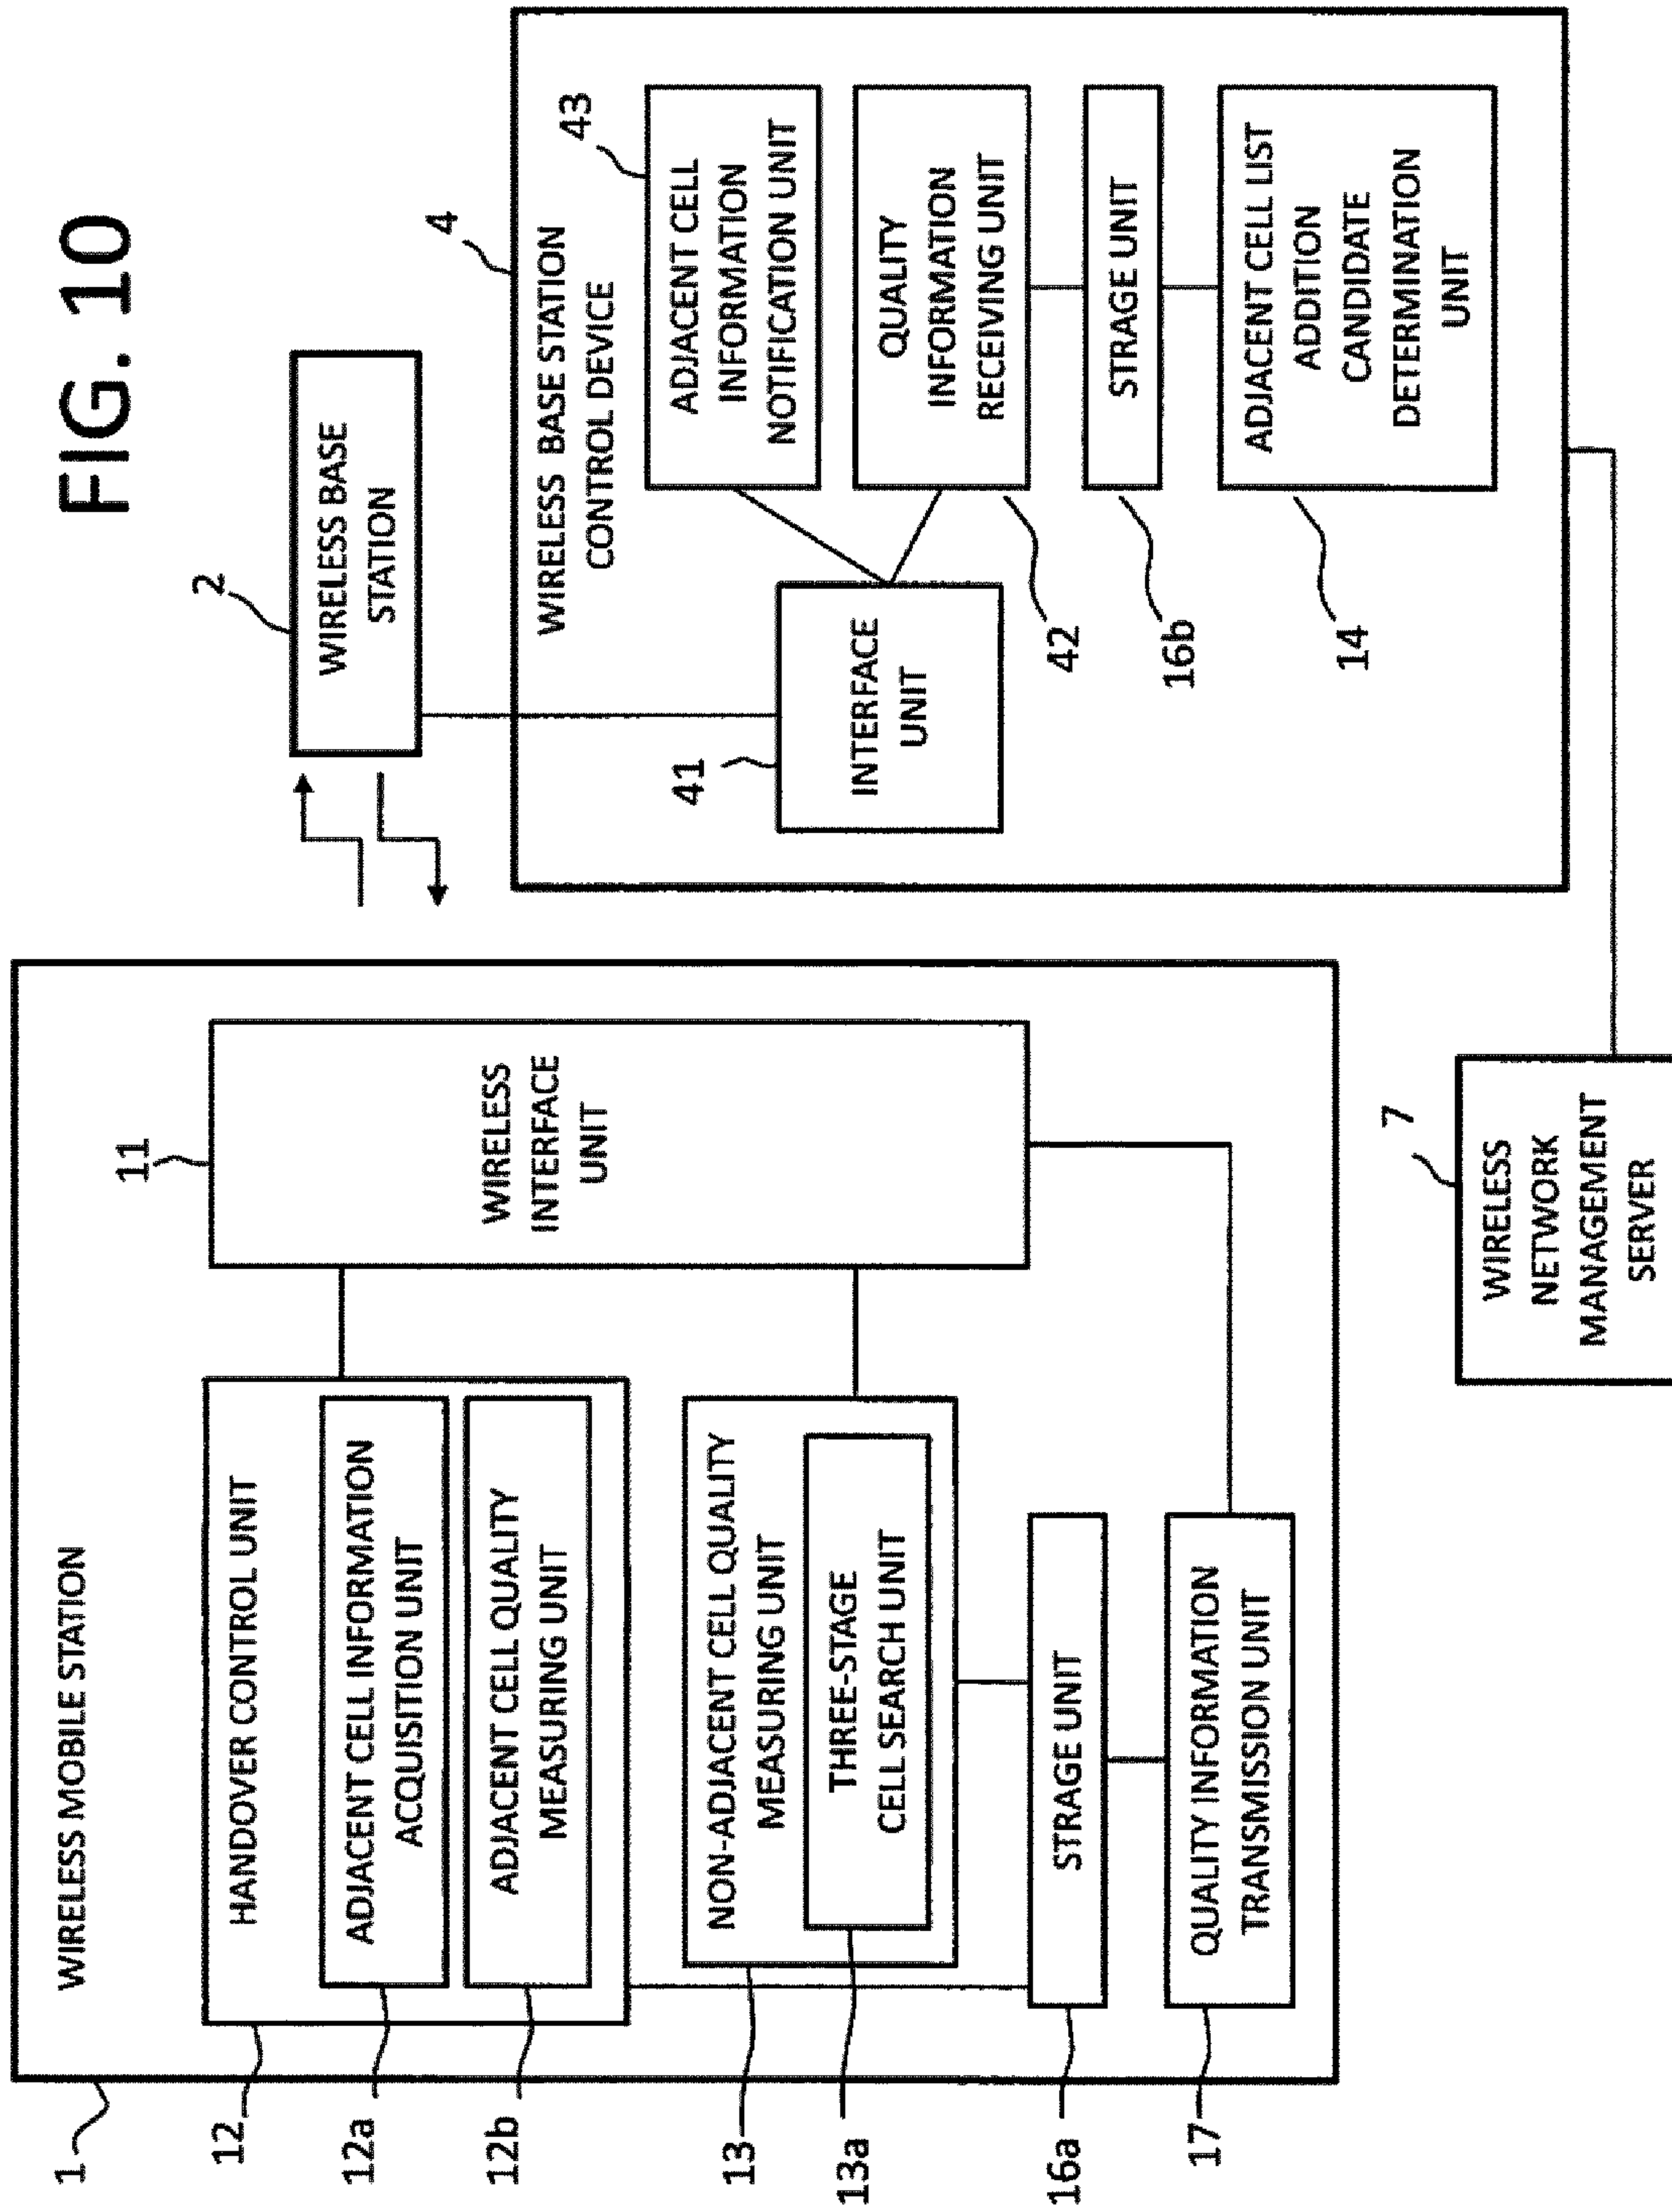 FIG. 10
1
WIRELESS MOBILE STATION
12
HANDOVER CONTROL UNIT
12a
ADJACENT CELL INFORMATION
ACQUISITION UNIT
12b
ADJACENT CELL QUALITY
MEASURING UNIT
13
NON-ADJACENT CELL QUALITY
MEASURING UNIT
13a
THREE-STAGE
CELL SEARCH UNIT
16a
STRAGE UNIT
17
QUALITY INFORMATION
TRANSMISSION UNIT
11
WIRELESS
INTERFACE
UNIT
2
WIRELESS BASE
STATION
4
WIRELESS BASE STATION
CONTROL DEVICE
41
INTERFACE
UNIT
43
ADJACENT CELL
INFORMATION
NOTIFICATION UNIT
42
QUALITY
INFORMATION
RECEIVING UNIT
16b
STRAGE UNIT
14
ADJACENT CELL LIST
ADDITION
CANDIDATE
DETERMINATION
UNIT
7
WIRELESS
NETWORK
MANAGEMENT
SERVER